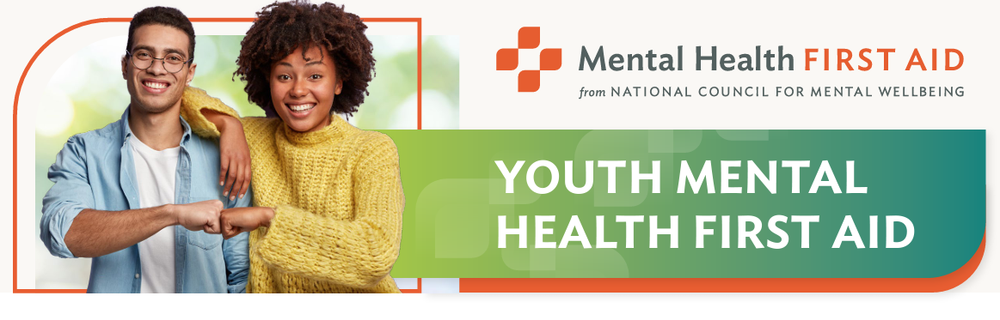 Mental Health FIRST AID
from NATIONAL COUNCIL FOR MENTAL WELLBEING
YOUTH MENTAL
HEALTH FIRST AID